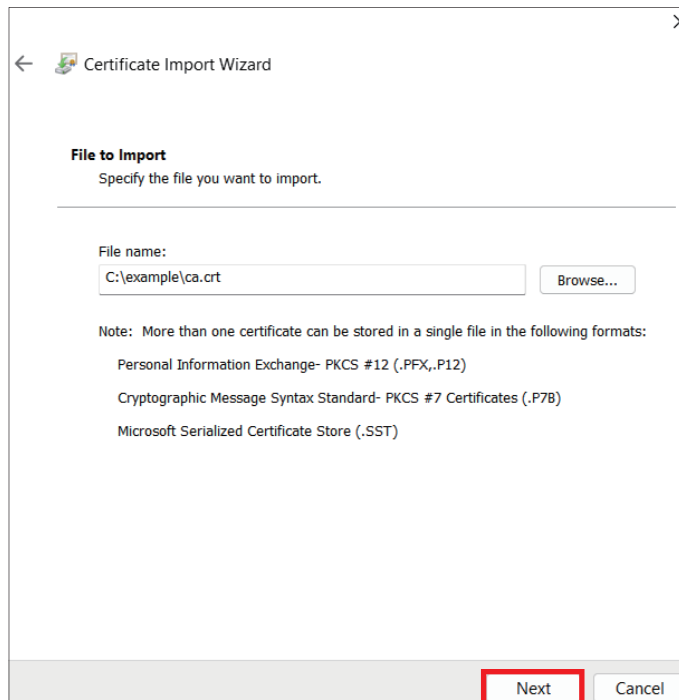 Certificate Import Wizard
File to Import
Specify the file you want to import.
File name:
C:\example\ca.crt
Browse...
Note: More than one certificate can be stored in a single file in the following formats:
Personal Information Exchange- PKCS #12 (.PFX,.P12)
Cryptographic Message Syntax Standard- PKCS #7 Certificates (.P7B)
Microsoft Serialized Certificate Store (.SST)
Next
Cancel